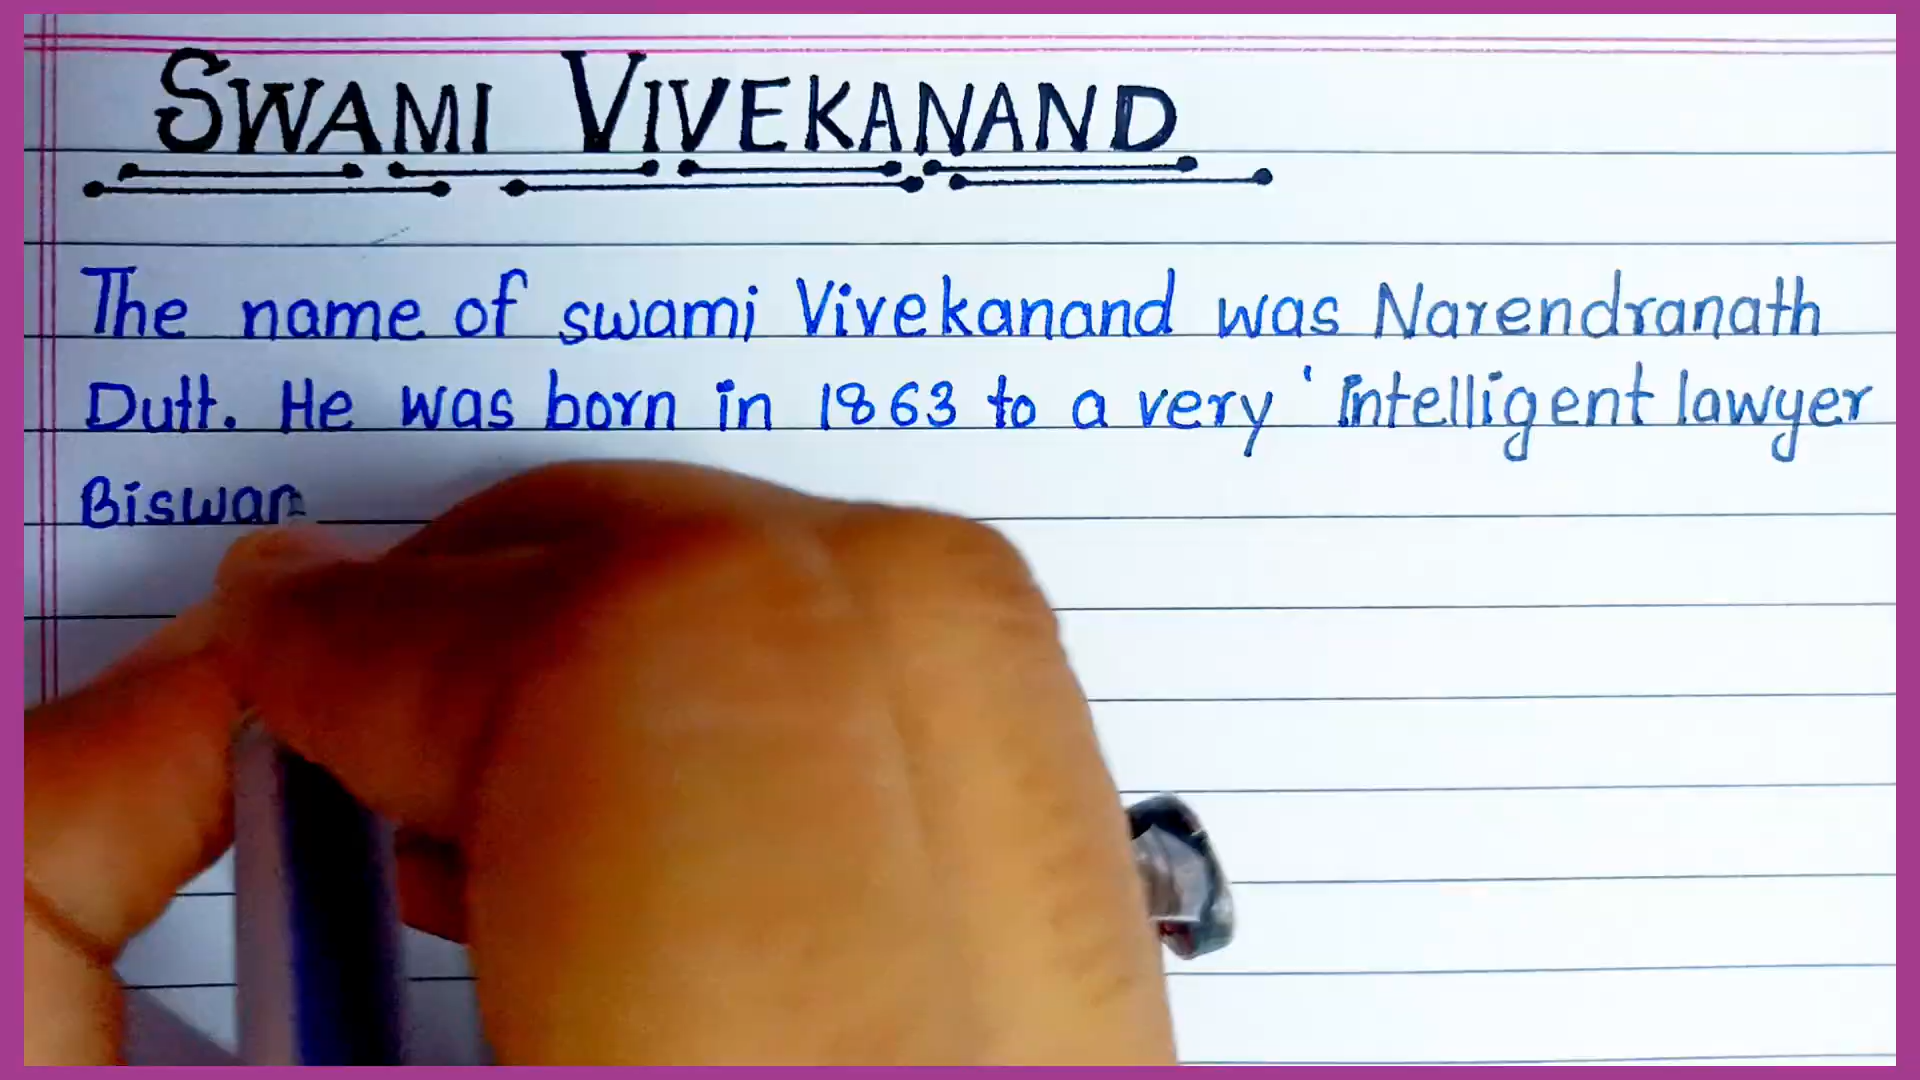 SWAMI VIVEKANAND
The name of swami Vivekanand was Narendranath
Dutt. He was born in 1863 to a very intelligent lawyer
Biswan